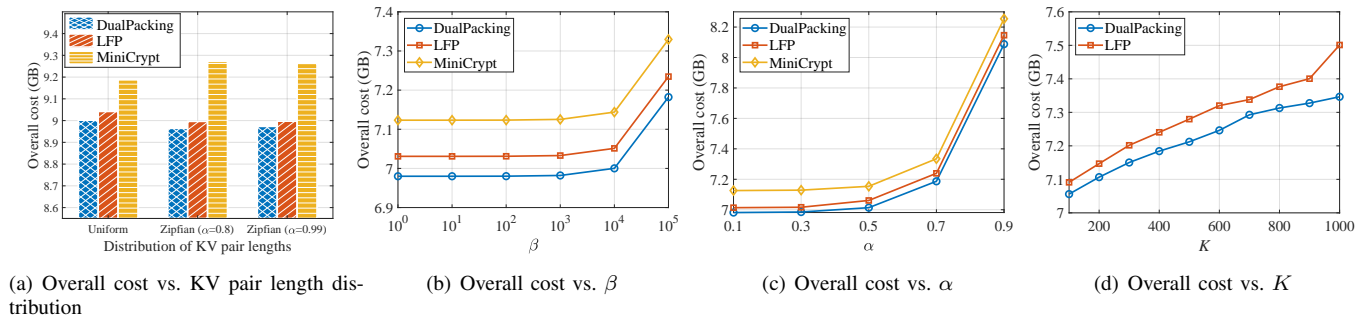 DualPacking
LFP
MiniCrypt
Overall cost (GB)
9.4
9.3
9.2
9.1
9
8.9
8.8
8.7
8.6
Uniform
Zipfian (α=0.8)
Zipfian (α=0.99)
Distribution of KV pair lengths
(a) Overall cost vs. KV pair length dis-
tribution
DualPacking
LFP
MiniCrypt
Overall cost (GB)
7.4
7.3
7.2
7.1
7
6.9
10^0
10^1
10^2
10^3
10^4
10^5
β
(b) Overall cost vs. β
DualPacking
LFP
MiniCrypt
Overall cost (GB)
8.2
8
7.8
7.6
7.4
7.2
7
0.1
0.3
0.5
0.7
0.9
α
(c) Overall cost vs. α
DualPacking
LFP
Overall cost (GB)
7.6
7.5
7.4
7.3
7.2
7.1
7
200
400
600
800
1000
K
(d) Overall cost vs. K